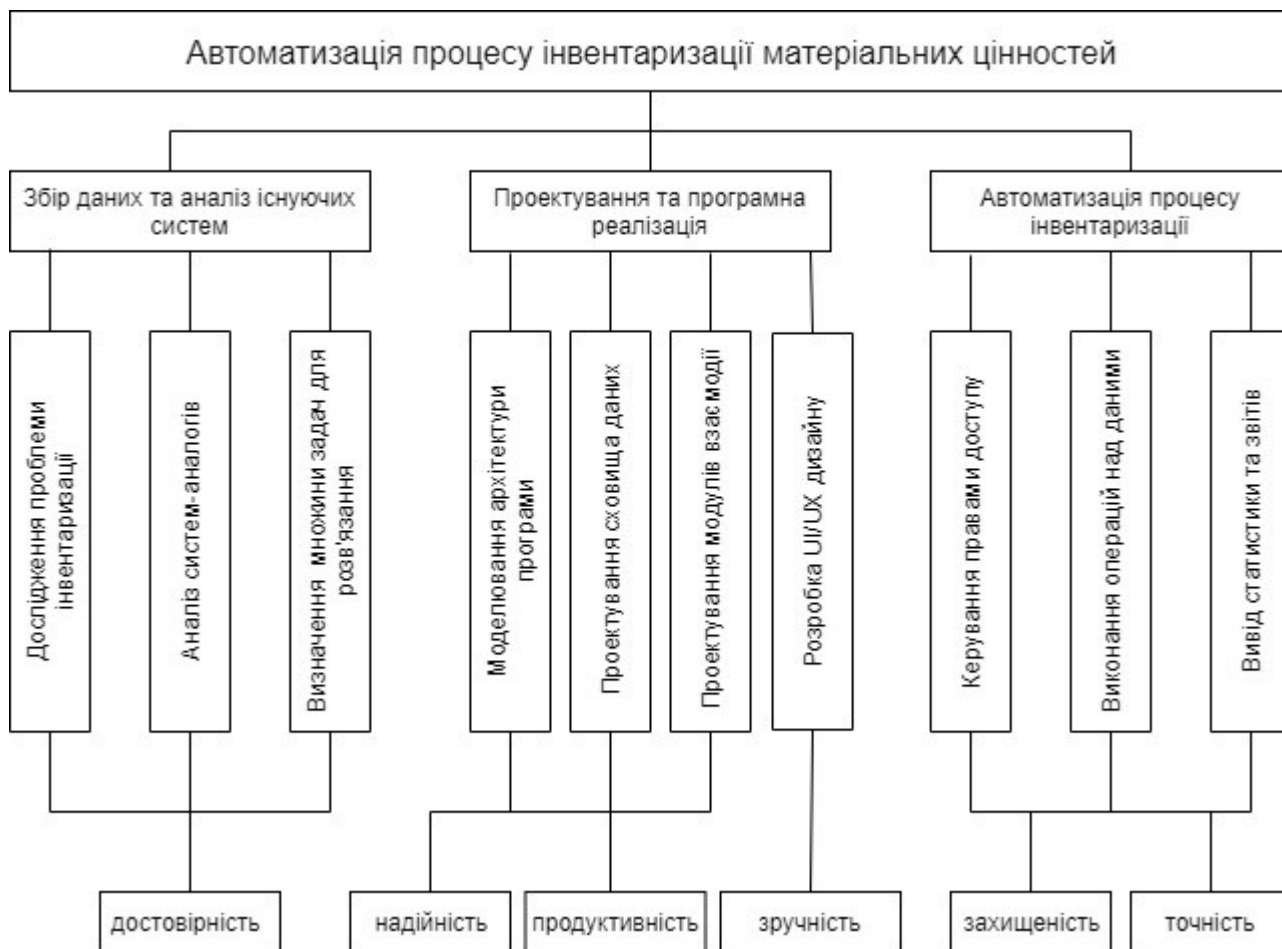 Автоматизація процесу інвентаризації матеріальних цінностей
Збір даних та аналіз існуючих
систем
Проектування та програмна
реалізація
Автоматизація процесу
інвентаризації
Дослідження проблеми
інвентаризації
Аналіз систем-аналогів
Визначення множини задач для
розв'язання
Моделювання архітектури
програми
Проектування сховища даних
Проектування модулів взаємодії
Розробка UI/UX дизайну
Керування правами доступу
Виконання операцій над даними
Вивід статистики та звітів
достовірність
надійність
продуктивність
зручність
захищеність
точність